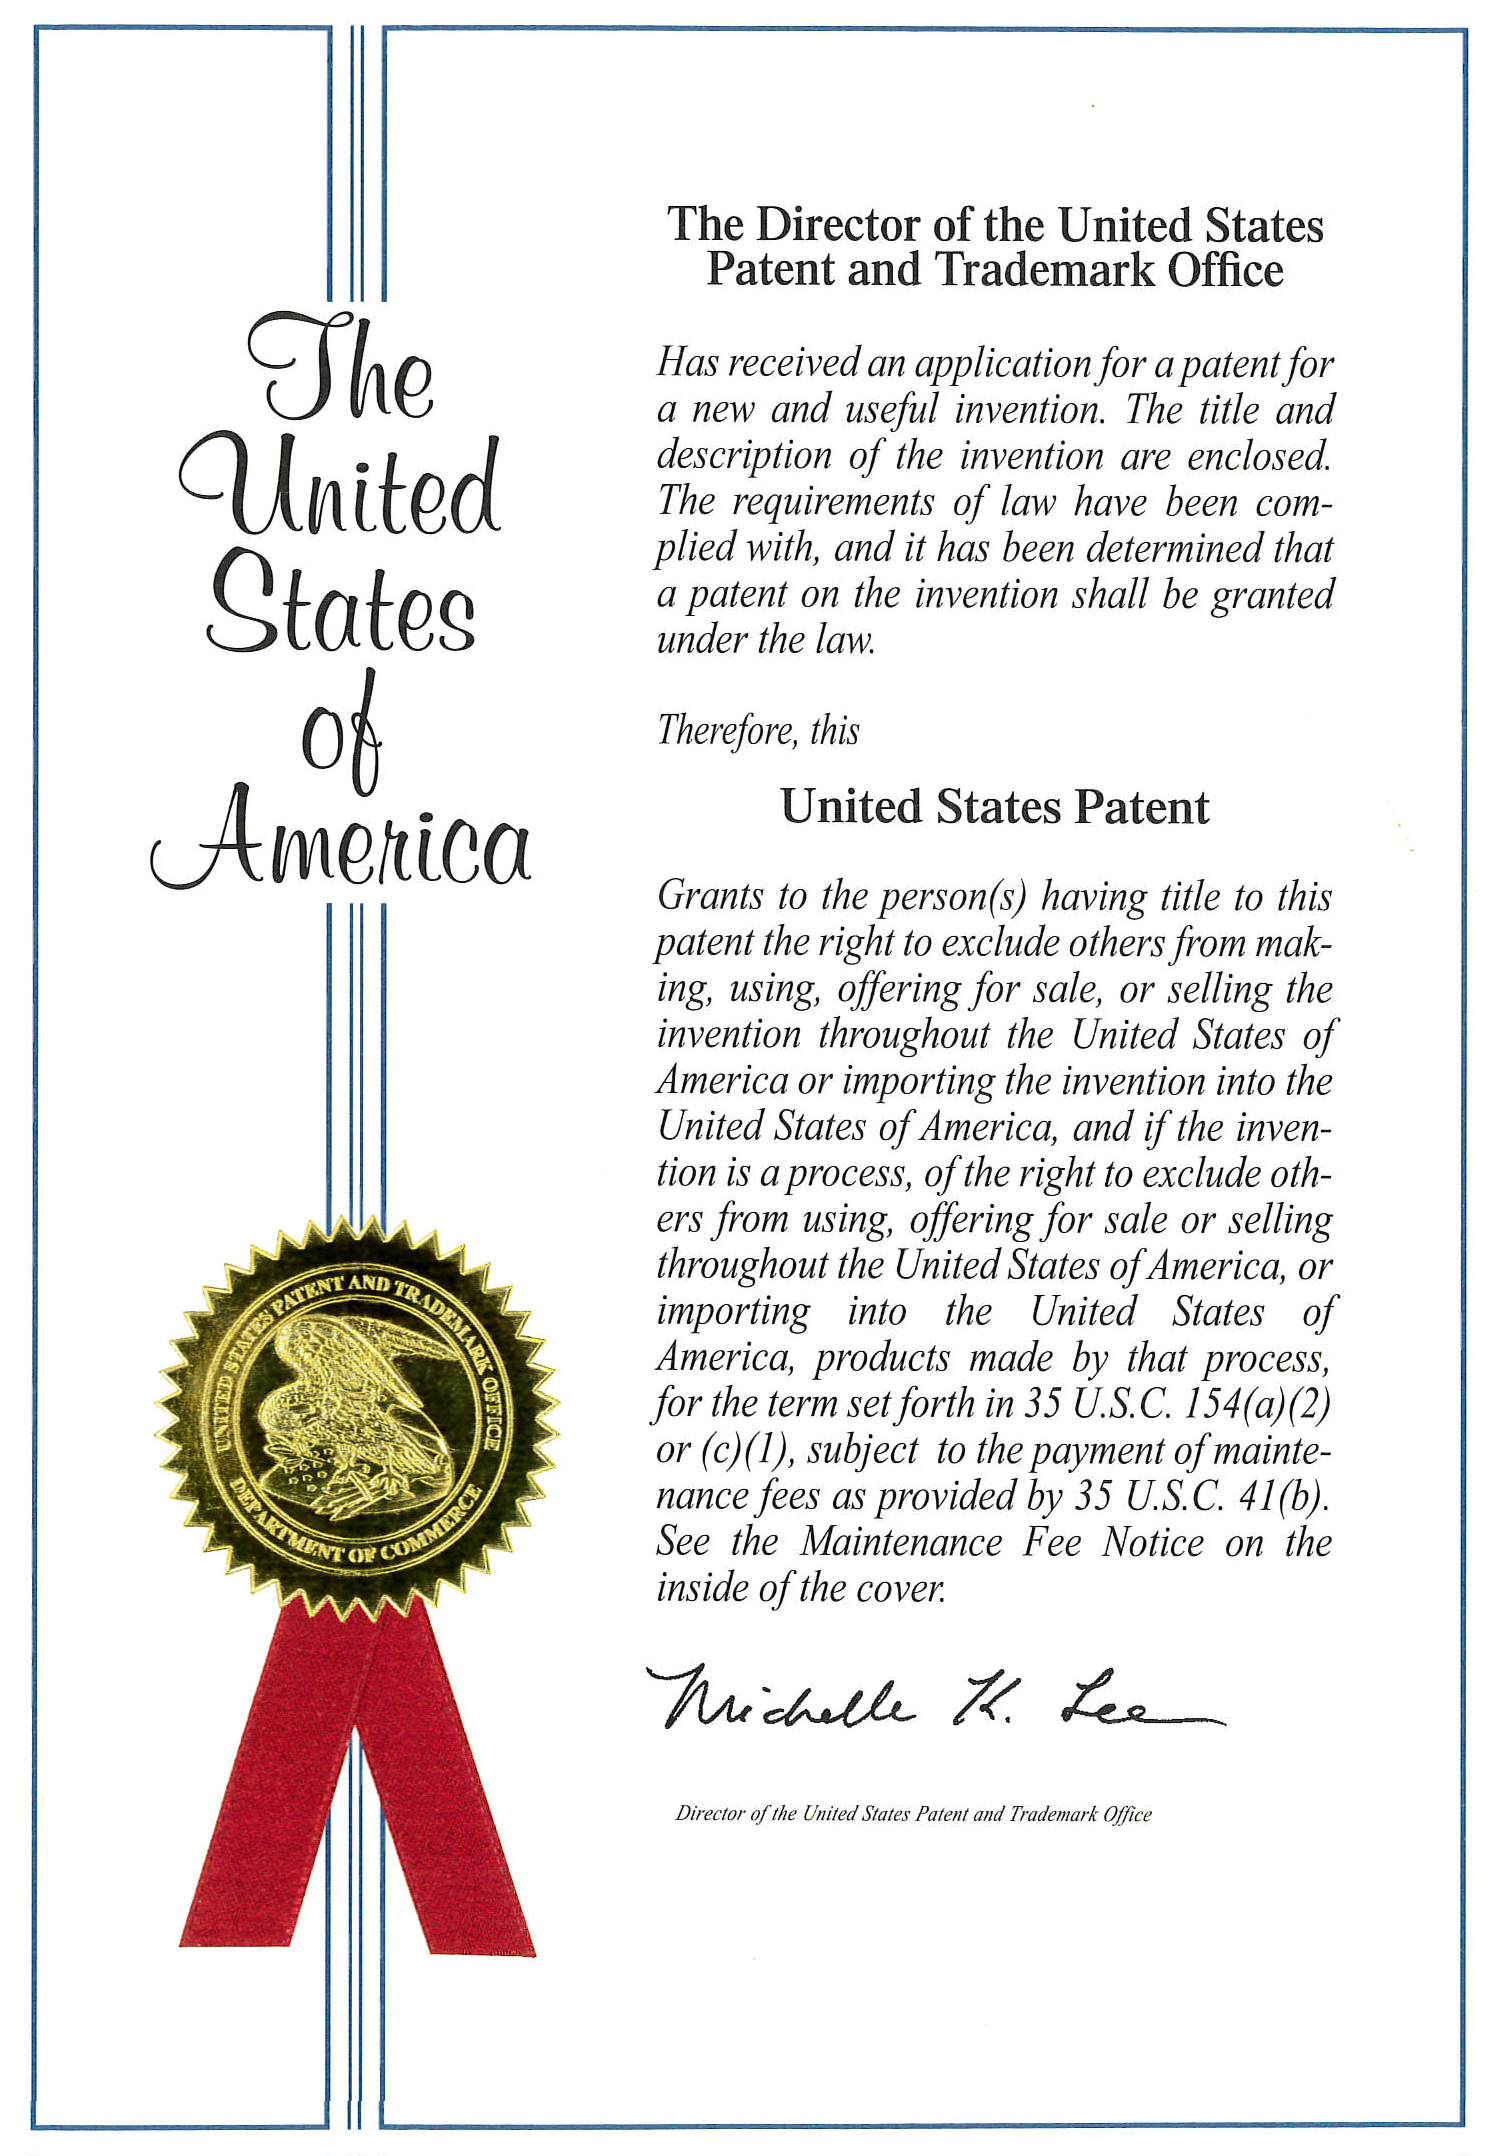 The
United
States
of
America
The Director of the United States
Patent and Trademark Office
Has received an application for a patent for
a new and useful invention. The title and
description of the invention are enclosed.
The requirements of law have been com-
plied with, and it has been determined that
a patent on the invention shall be granted
under the law.
Therefore, this
United States Patent
Grants to the person(s) having title to this
patent the right to exclude others from mak-
ing, using, offering for sale, or selling the
invention throughout the United States of
America or importing the invention into the
United States of America, and if the inven-
tion is a process, of the right to exclude oth-
ers from using, offering for sale or selling
throughout the United States of America, or
importing into the United States of
America, products made by that process,
for the term set forth in 35 U.S.C. 154(a)(2)
or (c)(1), subject to the payment of mainte-
nance fees as provided by 35 U.S.C. 41(b).
See the Maintenance Fee Notice on the
inside of the cover.
Michelle K. Lee
Director of the United States Patent and Trademark Office
UNITED STATES PATENT AND TRADEMARK OFFICE
DEPARTMENT OF COMMERCE